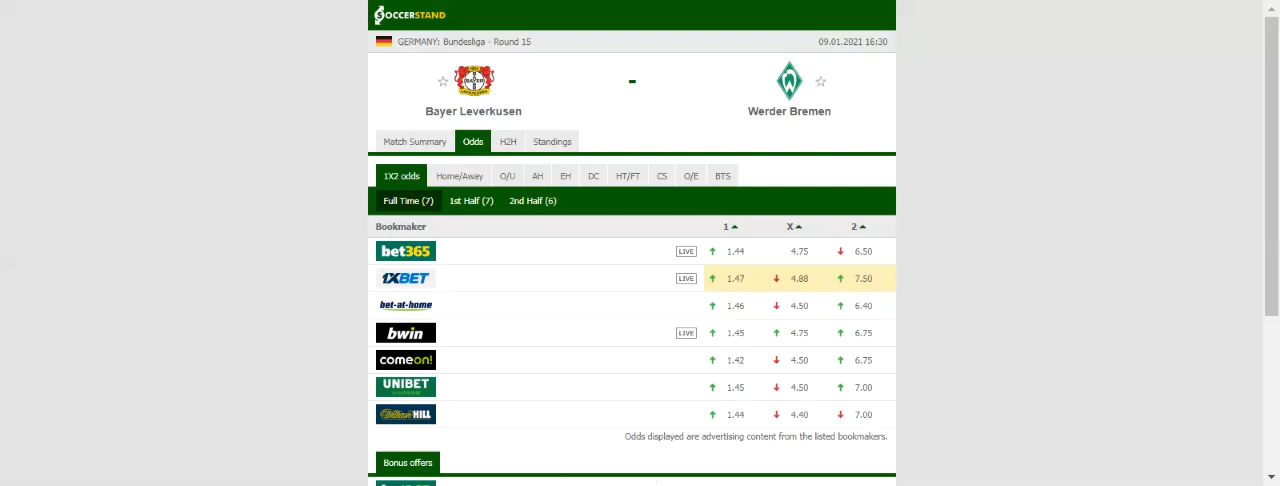 SOCCERSTAND
GERMANY: Bundesliga - Round 15 09.01.2021 16:30
-
Bayer Leverkusen Werder Bremen
Match Summary Odds H2H Standings
1X2 odds Home/Away O/U AH EH DC HT/FT CS O/E BTS
Full Time (7) 1st Half (7) 2nd Half (6)
Bookmaker 1 X 2
bet365 LIVE 1.44 4.75 6.50
1XBET LIVE 1.47 4.88 7.50
bet-at-home 1.46 4.50 6.40
bwin LIVE 1.45 4.75 6.75
comeon! 1.42 4.50 6.75
UNIBET 1.45 4.50 7.00
William HILL 1.44 4.40 7.00
Odds displayed are advertising content from the listed bookmakers.
Bonus offers